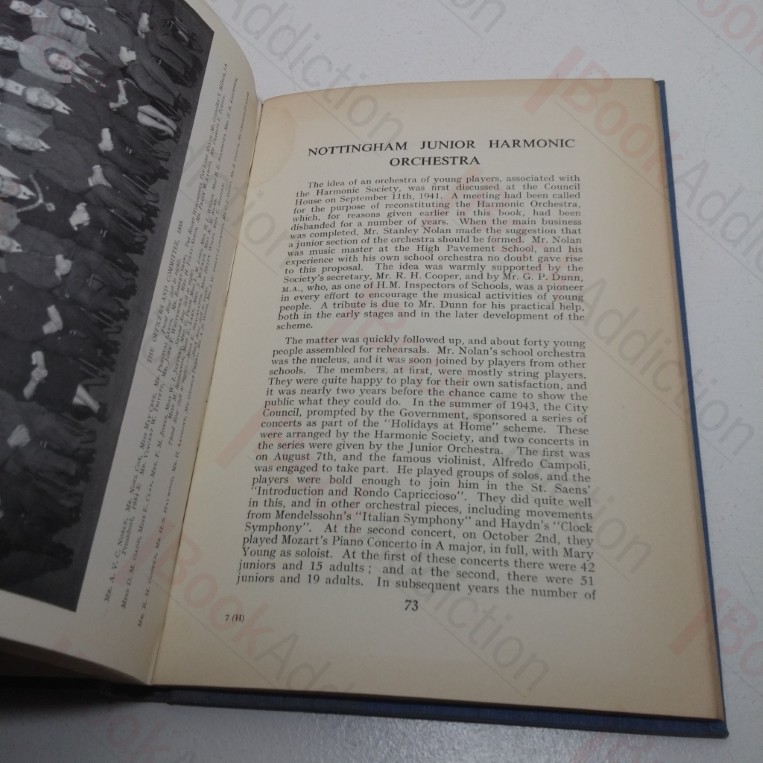 NOTTINGHAM JUNIOR HARMONIC
ORCHESTRA
The idea of an orchestra of young players, associated with
the Harmonic Society, was first discussed at the Council
House on September 11th, 1941. A meeting had been called
for the purpose of reconstituting the Harmonic Orchestra,
which, for reasons given earlier in this book, had been
disbanded for a number of years. When the main business
was completed, Mr. Stanley Nolan made the suggestion that
a junior section of the orchestra should be formed. Mr. Nolan
was music master at the High Pavement School, and his
experience with his own school orchestra no doubt gave rise
to this proposal. The idea was warmly supported by the
Society's secretary, Mr. R. H. Cooper, and by Mr. G. P. Dunn,
M.A., who, as one of H.M. Inspectors of Schools, was a pioneer
in every effort to encourage the musical activities of young
people. A tribute is due to Mr. Dunn for his practical help,
both in the early stages and in the later development of the
scheme.
The matter was quickly followed up, and about forty young
people assembled for rehearsals. Mr. Nolan's school orchestra
was the nucleus, and it was soon joined by players from other
schools. The members, at first, were mostly string players.
They were quite happy to play for their own satisfaction, and
it was nearly two years before the chance came to show the
public what they could do. In the summer of 1943, the City
Council, prompted by the Government, sponsored a series of
concerts as part of the "Holidays at Home" scheme. These
were arranged by the Harmonic Society, and two concerts in
the series were given by the Junior Orchestra. The first was
on August 7th, and the famous violinist, Alfredo Campoli,
was engaged to take part. He played groups of solos, and the
players were bold enough to join him in the St. Saens'
"Introduction and Rondo Capriccioso". They did quite well
in this, and in other orchestral pieces, including movements
from Mendelssohn's "Italian Symphony" and Haydn's "Clock
Symphony". At the second concert, on October 2nd, they
played Mozart's Piano Concerto in A major, in full, with Mary
Young as soloist. At the first of these concerts there were 42
juniors and 15 adults; and at the second, there were 51
juniors and 19 adults. In subsequent years the number of
73
7 (H)
BookAddiction